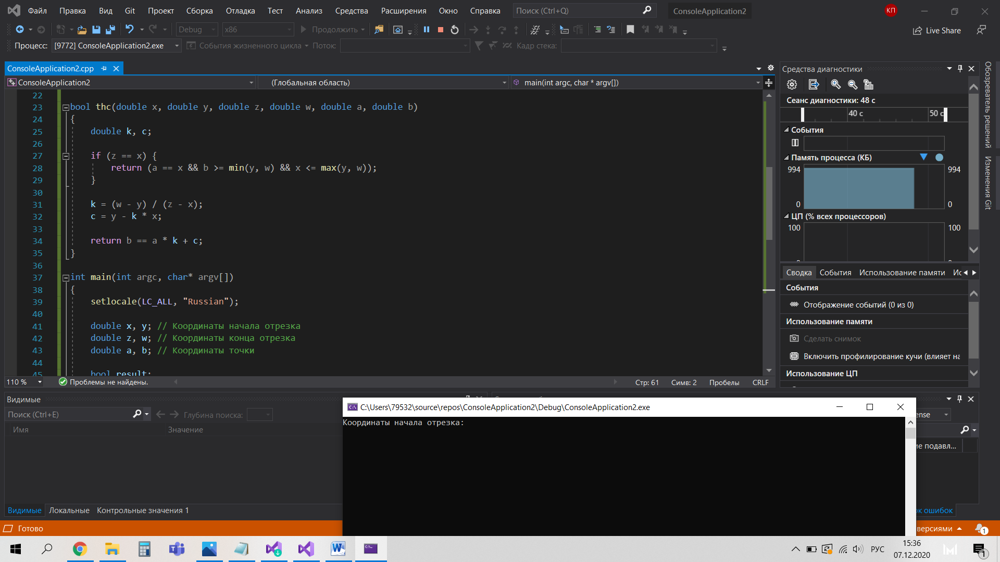 Файл Правка Вид Git Проект Сборка Отладка Тест Анализ Средства Расширения Окно Справка Поиск (Ctrl+Q) ConsoleApplication2 КП
Debug x86 Продолжить Live Share
Процесс: [9772] ConsoleApplication2.exe События жизненного цикла Поток: Кадр стека:
ConsoleApplication2.cpp
ConsoleApplication2 (Глобальная область) main(int argc, char * argv[])
22
23 bool thc(double x, double y, double z, double w, double a, double b)
24 {
25 double k, c;
26
27 if (z == x) {
28 return (a == x && b >= min(y, w) && x <= max(y, w));
29 }
30
31 k = (w - y) / (z - x);
32 c = y - k * x;
33
34 return b == a * k + c;
35 }
36
37 int main(int argc, char* argv[])
38 {
39 setlocale(LC_ALL, "Russian");
40
41 double x, y; // Координаты начала отрезка
42 double z, w; // Координаты конца отрезка
43 double a, b; // Координаты точки
44
45 bool result;
110 % Проблемы не найдены. Стр: 61 Симв: 2 Пробелы CRLF
Средства диагностики
Сеанс диагностики: 48 с
40 с 50 с
События
Память процесса (КБ)
994 994
0 0
ЦП (% всех процессоров)
100 100
Сводка События Использование памяти Ис
События
Отображение событий (0 из 0)
Использование памяти
Сделать снимок
Включить профилирование кучи (влияет на
Использование ЦП
Обозреватель решений
Изменения Git
Видимые
Поиск (Ctrl+E) Глубина поиска:
Имя Значение
Видимые Локальные Контрольные значения 1
C:\Users\79532\source\repos\ConsoleApplication2\Debug\ConsoleApplication2.exe
Координаты начала отрезка:
ense
ие подавл...
ок ошибок
Готово
версиями 1
РУС 15:36
07.12.2020 1